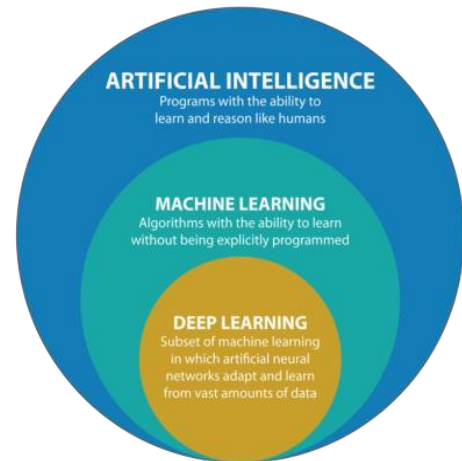 ARTIFICIAL INTELLIGENCE
Programs with the ability to
learn and reason like humans
MACHINE LEARNING
Algorithms with the ability to learn
without being explicitly programmed
DEEP LEARNING
Subset of machine learning
in which artificial neural
networks adapt and learn
from vast amounts of data